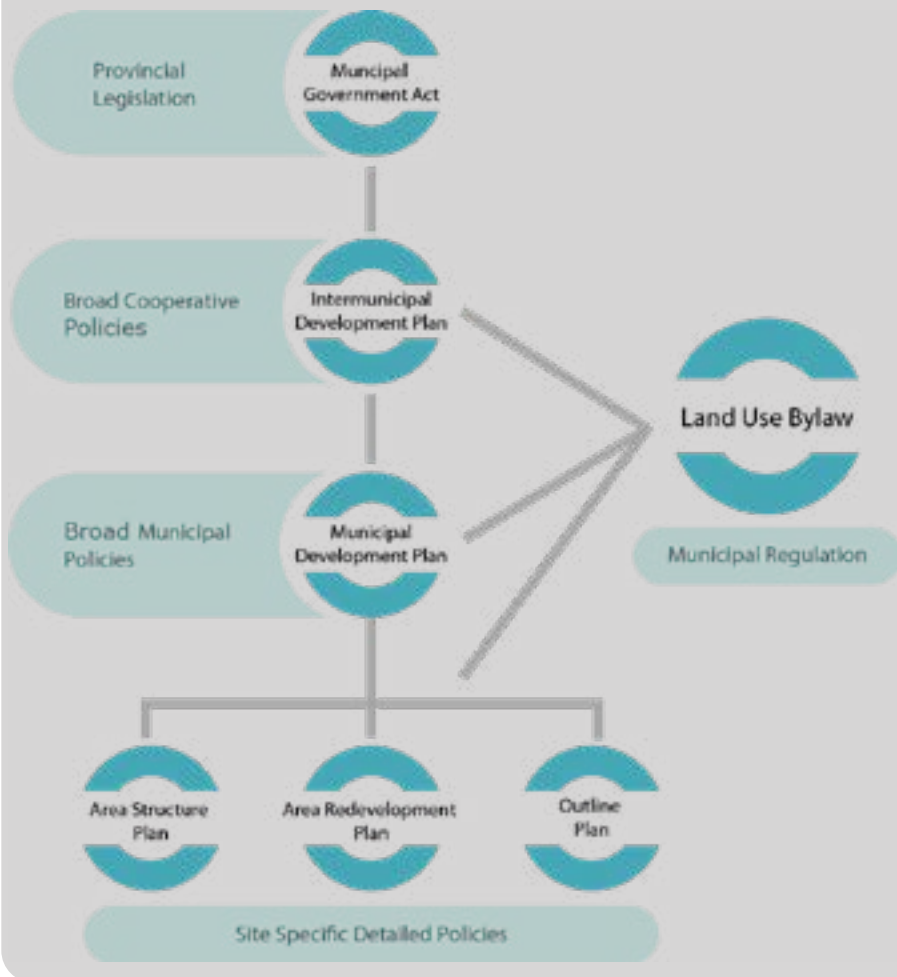 Provincial
Legislation
Muncipal
Government Act
Broad Cooperative
Policies
Intermunicipal
Development Plan
Land Use Bylaw
Municipal Regulation
Broad Municipal
Policies
Municipal
Development Plan
Area Structure
Plan
Area Redevelopment
Plan
Outline
Plan
Site Specific Detailed Policies